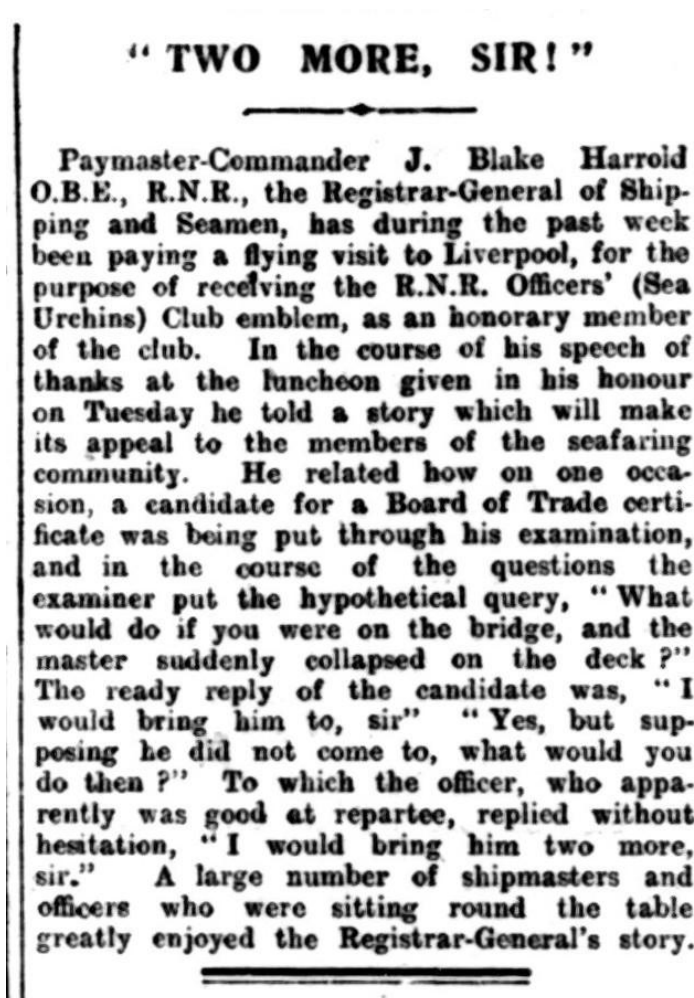 “ TWO MORE, SIR! ”
Paymaster-Commander J. Blake Harrold
O.B.E., R.N.R., the Registrar-General of Ship-
ping and Seamen, has during the past week
been paying a flying visit to Liverpool, for the
purpose of receiving the R.N.R. Officers’ (Sea
Urchins) Club emblem, as an honorary member
of the club. In the course of his speech of
thanks at the luncheon given in his honour
on Tuesday he told a story which will make
its appeal to the members of the seafaring
community. He related how on one occa-
sion, a candidate for a Board of Trade certi-
ficate was being put through his examination,
and in the course of the questions the
examiner put the hypothetical query, “ What
would do if you were on the bridge, and the
master suddenly collapsed on the deck ?”
The ready reply of the candidate was, “ I
would bring him to, sir” “ Yes, but sup-
posing he did not come to, what would you
do then ?” To which the officer, who appa-
rently was good at repartee, replied without
hesitation, “ I would bring him two more,
sir.” A large number of shipmasters and
officers who were sitting round the table
greatly enjoyed the Registrar-General’s story.